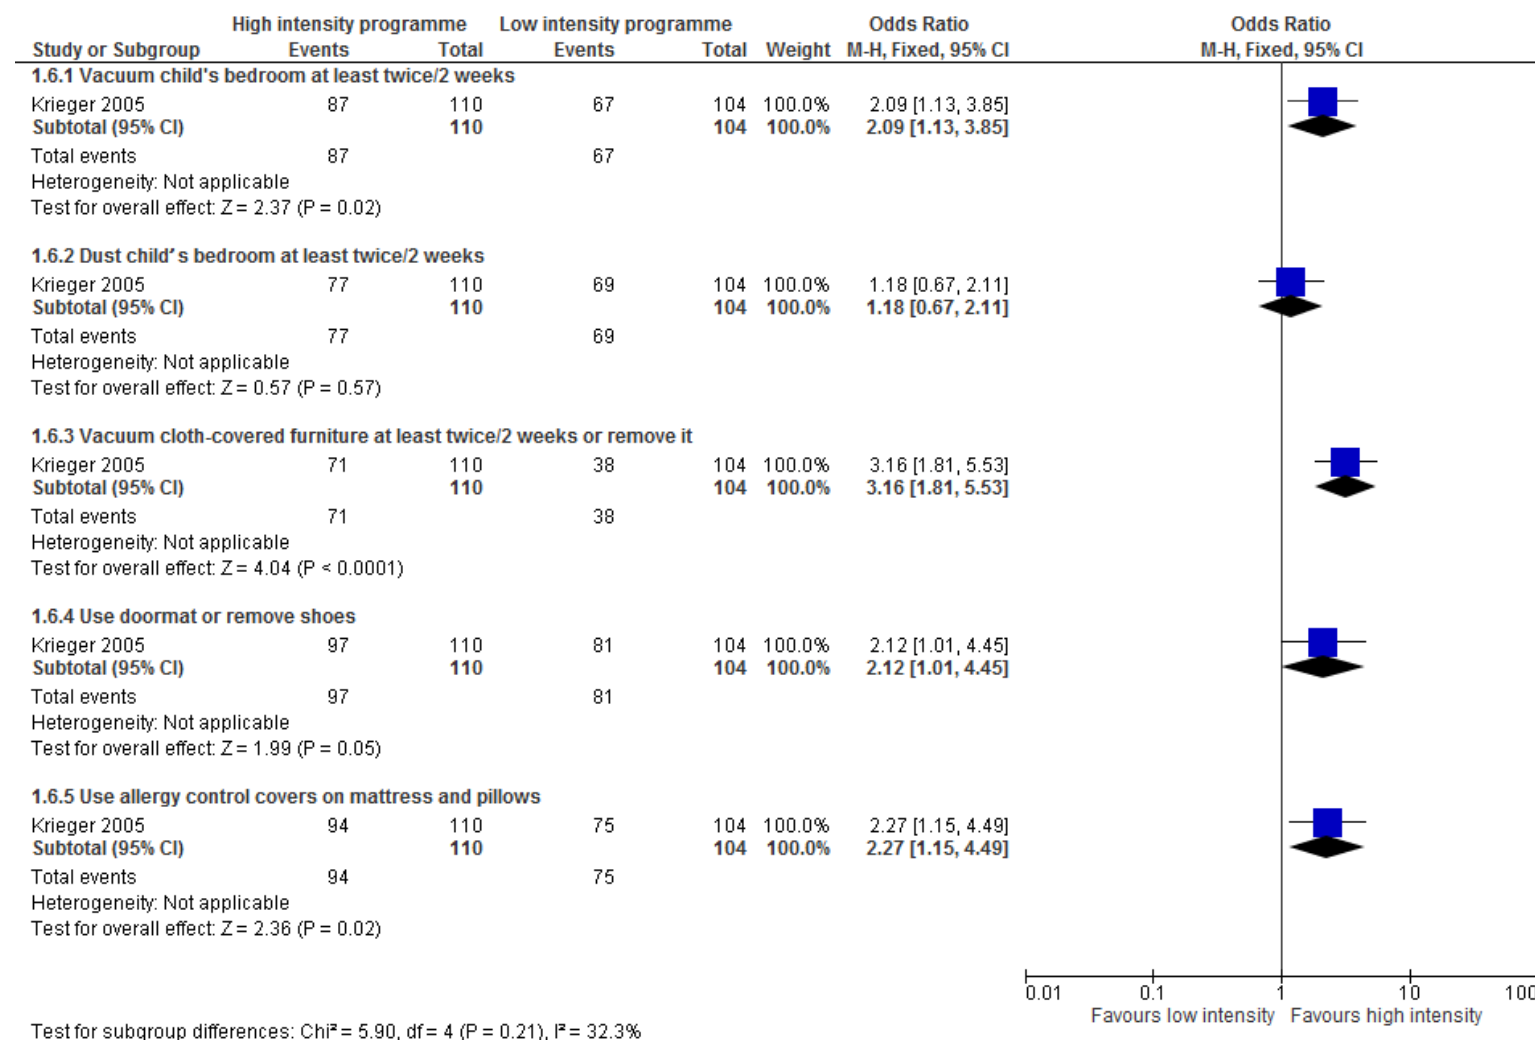 High intensity programme Low intensity programme Odds Ratio Odds Ratio
Study or Subgroup Events Total Events Total Weight M-H, Fixed, 95% CI M-H, Fixed, 95% CI
1.6.1 Vacuum child's bedroom at least twice/2 weeks
Krieger 2005 87 110 67 104 100.0% 2.09 [1.13, 3.85]
Subtotal (95% CI) 110 104 100.0% 2.09 [1.13, 3.85]
Total events 87 67
Heterogeneity: Not applicable
Test for overall effect: Z = 2.37 (P = 0.02)
1.6.2 Dust child's bedroom at least twice/2 weeks
Krieger 2005 77 110 69 104 100.0% 1.18 [0.67, 2.11]
Subtotal (95% CI) 110 104 100.0% 1.18 [0.67, 2.11]
Total events 77 69
Heterogeneity: Not applicable
Test for overall effect: Z = 0.57 (P = 0.57)
1.6.3 Vacuum cloth-covered furniture at least twice/2 weeks or remove it
Krieger 2005 71 110 38 104 100.0% 3.16 [1.81, 5.53]
Subtotal (95% CI) 110 104 100.0% 3.16 [1.81, 5.53]
Total events 71 38
Heterogeneity: Not applicable
Test for overall effect: Z = 4.04 (P < 0.0001)
1.6.4 Use doormat or remove shoes
Krieger 2005 97 110 81 104 100.0% 2.12 [1.01, 4.45]
Subtotal (95% CI) 110 104 100.0% 2.12 [1.01, 4.45]
Total events 97 81
Heterogeneity: Not applicable
Test for overall effect: Z = 1.99 (P = 0.05)
1.6.5 Use allergy control covers on mattress and pillows
Krieger 2005 94 110 75 104 100.0% 2.27 [1.15, 4.49]
Subtotal (95% CI) 110 104 100.0% 2.27 [1.15, 4.49]
Total events 94 75
Heterogeneity: Not applicable
Test for overall effect: Z = 2.36 (P = 0.02)
0.01 0.1 1 10 100
Favours low intensity Favours high intensity
Test for subgroup differences: Chi² = 5.90, df = 4 (P = 0.21), I² = 32.3%